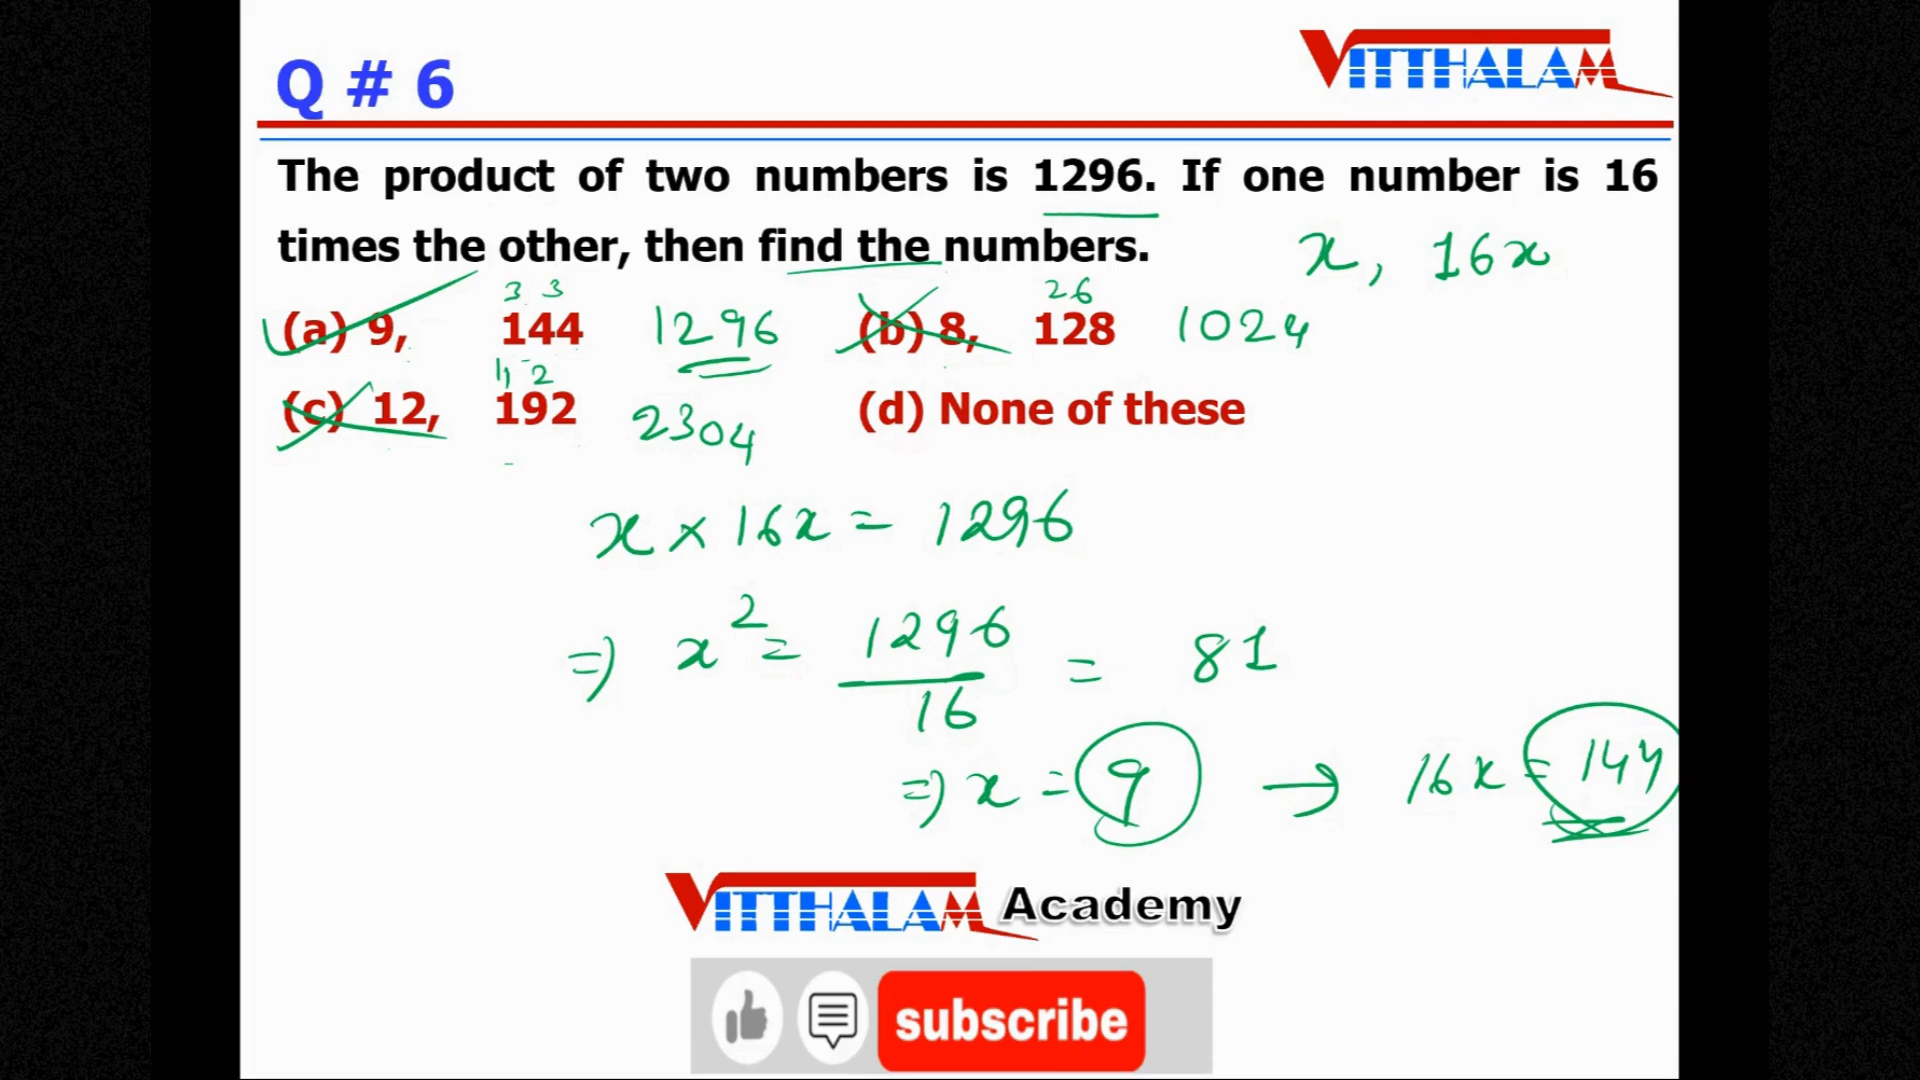 Q # 6
VITTHALAM
The product of two numbers is 1296. If one number is 16
times the other, then find the numbers.
x, 16x
3 3
26
(a) 9, 144 1296 (b) 8, 128 1024
2
(c) 12, 192 2304 (d) None of these
x × 16x = 1296
⇒ x² = 1296/16 = 81
⇒ x = 9 → 16x = 144
VITTHALAM Academy
subscribe